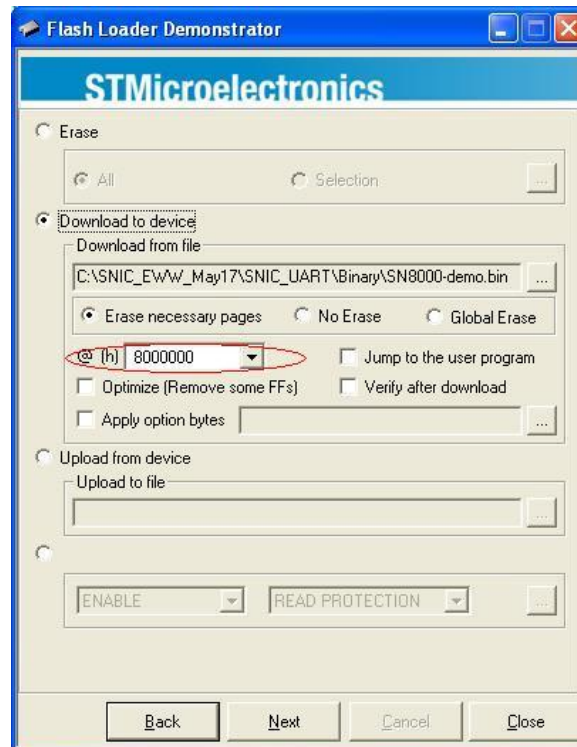 Flash Loader Demonstrator
STMicroelectronics
Erase
All Selection ...
Download to device
Download from file
C:\SNIC_EWW_May17\SNIC_UART\Binary\SN8000-demo.bin ...
Erase necessary pages No Erase Global Erase
@ (h) 8000000 Jump to the user program
Optimize (Remove some FFs) Verify after download
Apply option bytes ...
Upload from device
Upload to file
...
ENABLE READ PROTECTION ...
Back Next Cancel Close